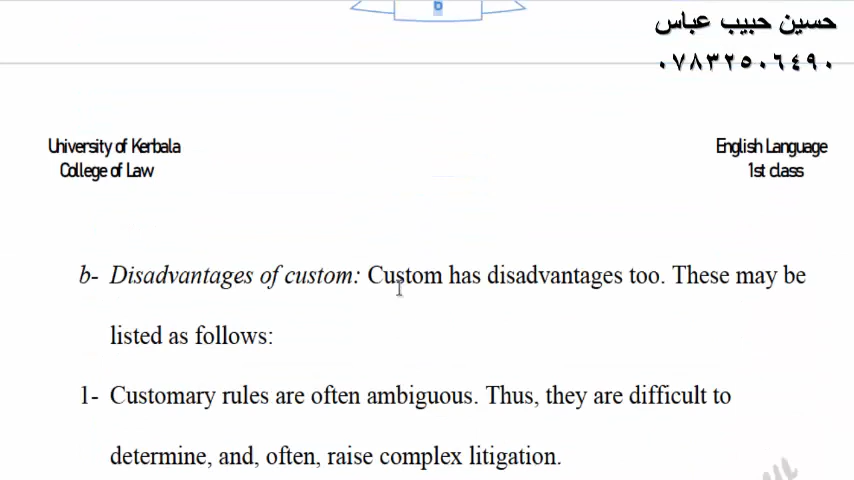 b
حسين حبيب عباس
٠٧٨٣٢٥٠٦٤٩٠
University of Kerbala
College of Law
English Language
1st class
b- Disadvantages of custom: Custom has disadvantages too. These may be
listed as follows:
1- Customary rules are often ambiguous. Thus, they are difficult to
determine, and, often, raise complex litigation.